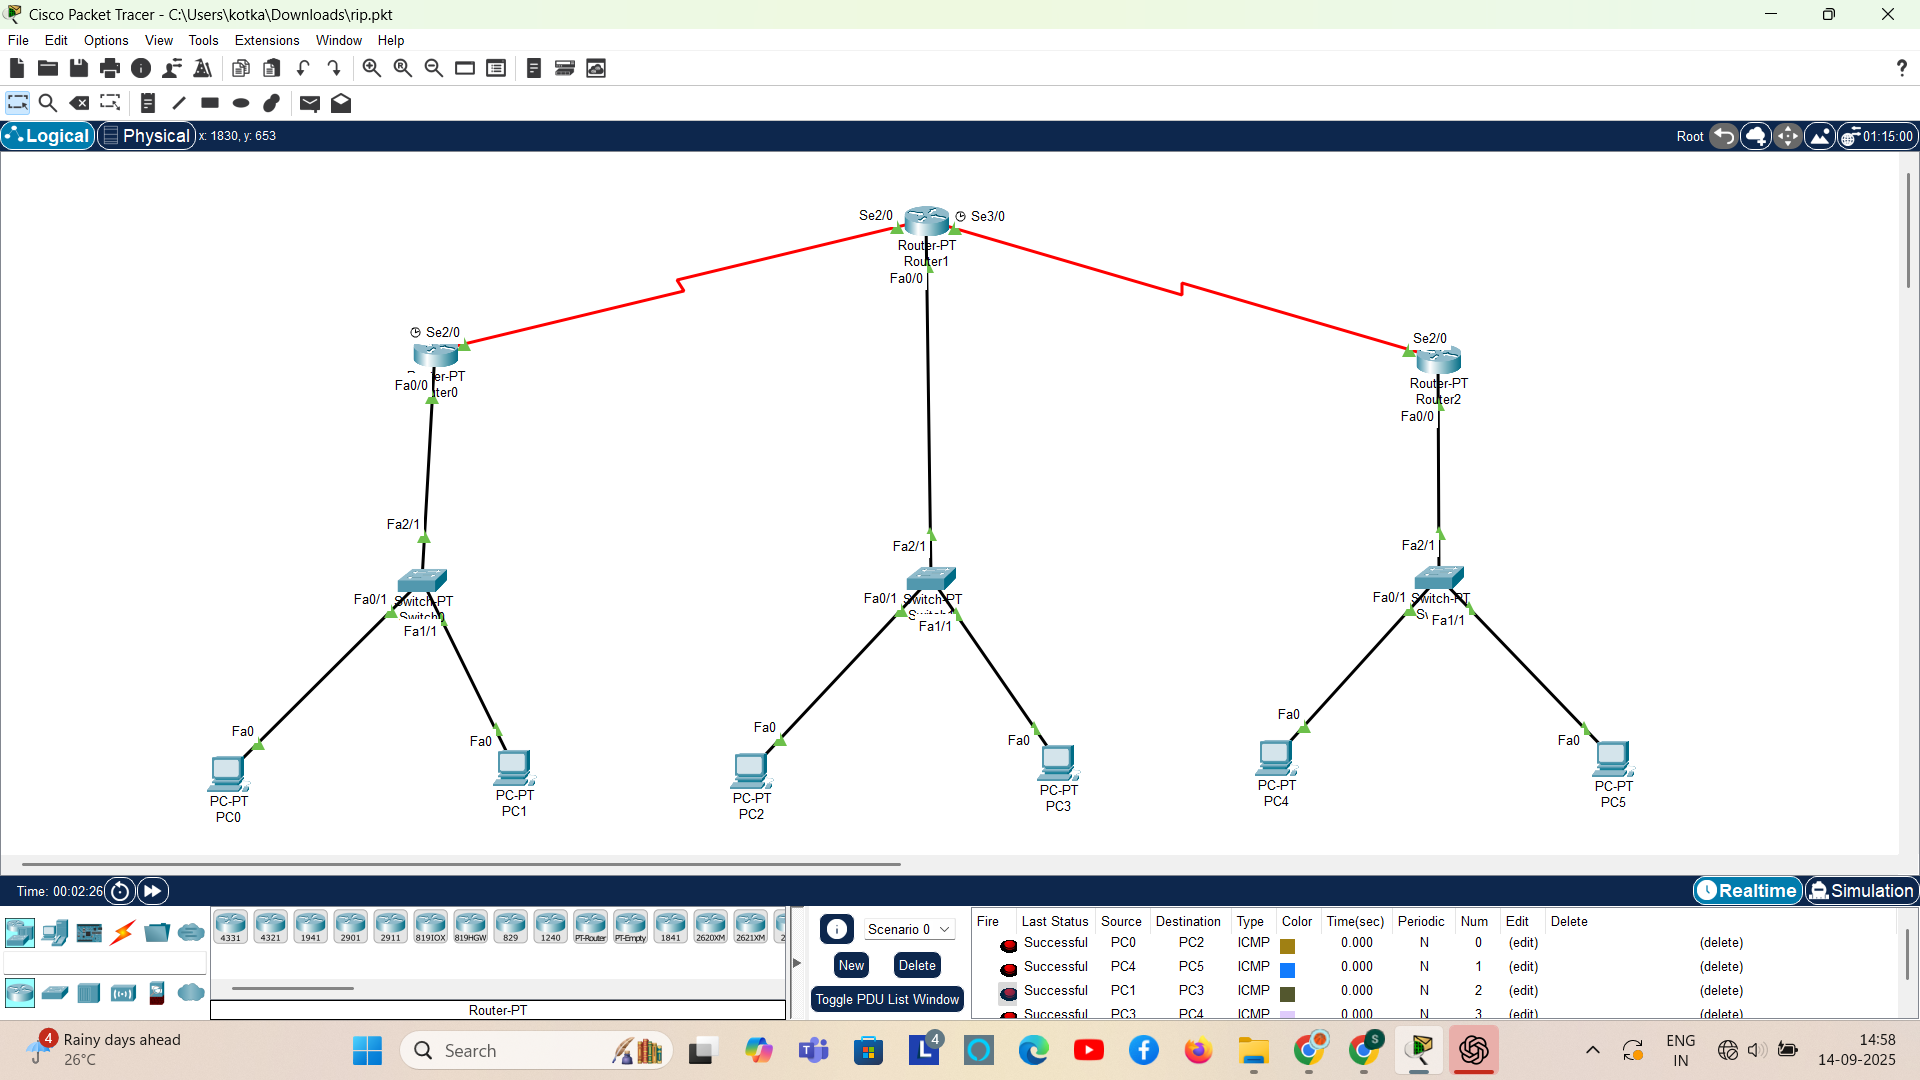 Cisco Packet Tracer - C:\Users\kotka\Downloads\rip.pkt
File Edit Options View Tools Extensions Window Help
?
Logical Physical x: 1830, y: 653 Root 01:15:00
Se2/0 Se3/0
Router-PT
Router1
Fa0/0
Se2/0
Fa0/0
Se2/0
Router-PT
Router2
Fa0/0
Fa2/1
Fa2/1
Fa2/1
Fa0/1 Switch-PT
Switch0
Fa1/1
Fa0/1 Switch-PT
Fa1/1
Fa0/1 Switch-PT
Fa1/1
Fa0
PC-PT
PC0
Fa0
PC-PT
PC1
Fa0
PC-PT
PC2
Fa0
PC-PT
PC3
Fa0
PC-PT
PC4
Fa0
PC-PT
PC5
Time: 00:02:26 Realtime Simulation
4331 4321 1941 2901 2911 819IOX 819HGW 829 1240 PT-Router PT-Empty 1841 2620XM 2621XM
Router-PT
Scenario 0
New Delete
Toggle PDU List Window
Fire Last Status Source Destination Type Color Time(sec) Periodic Num Edit Delete
Successful PC0 PC2 ICMP 0.000 N 0 (edit) (delete)
Successful PC4 PC5 ICMP 0.000 N 1 (edit) (delete)
Successful PC1 PC3 ICMP 0.000 N 2 (edit) (delete)
Successful PC3 PC4 ICMP 0.000 N 3 (edit) (delete)
4 Rainy days ahead
26°C
Search
L 4
S
ENG
IN
14:58
14-09-2025